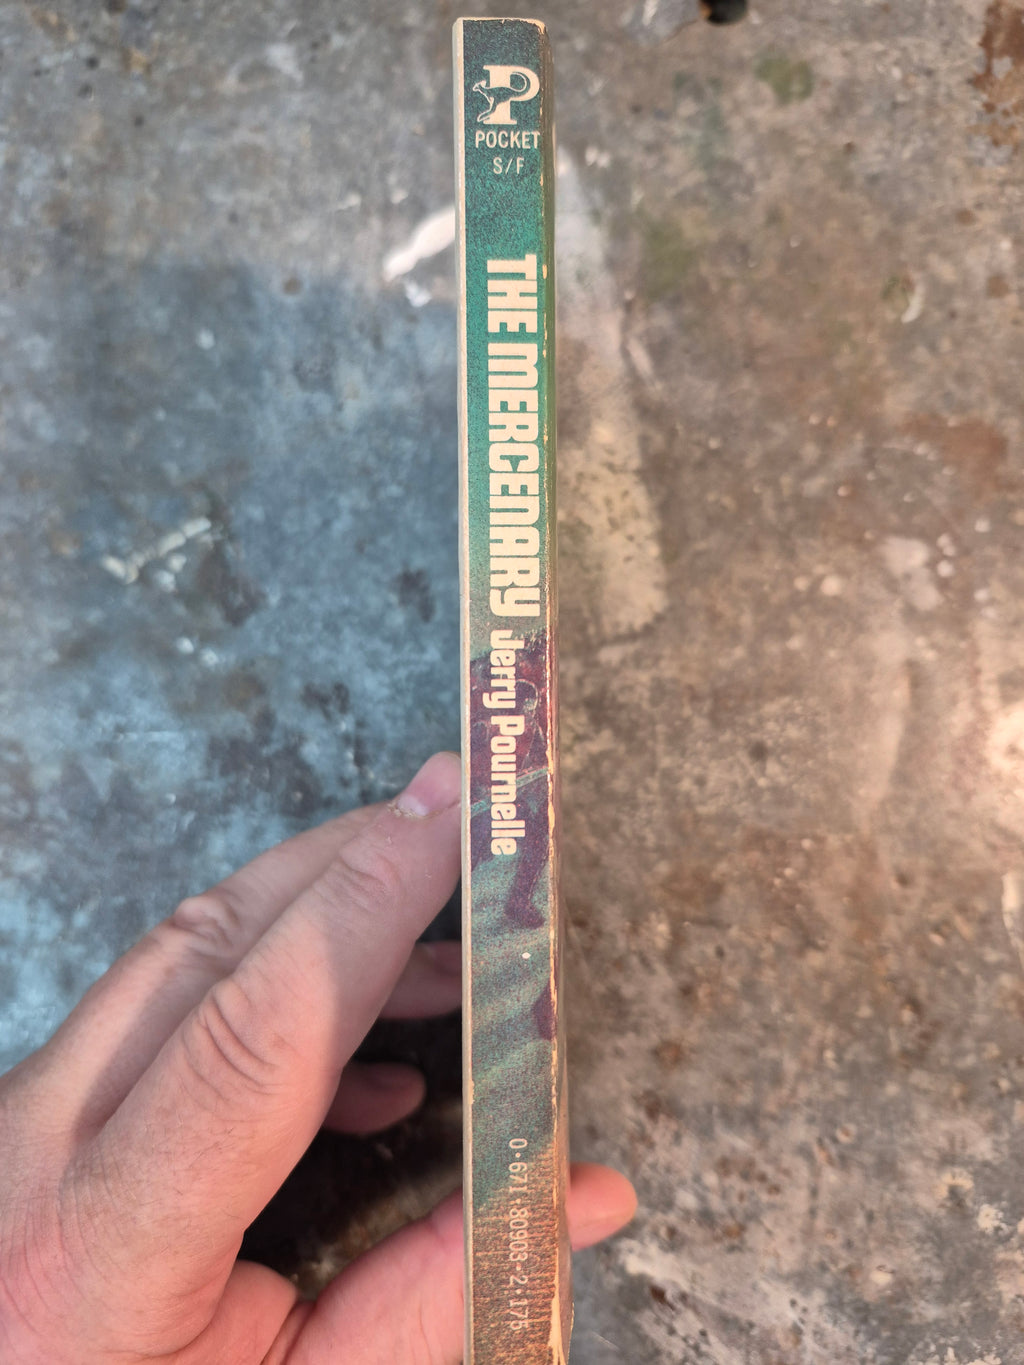 P
POCKET
S/F
THE MERCENARY Jerry Pournelle
0·671·80903·2·175